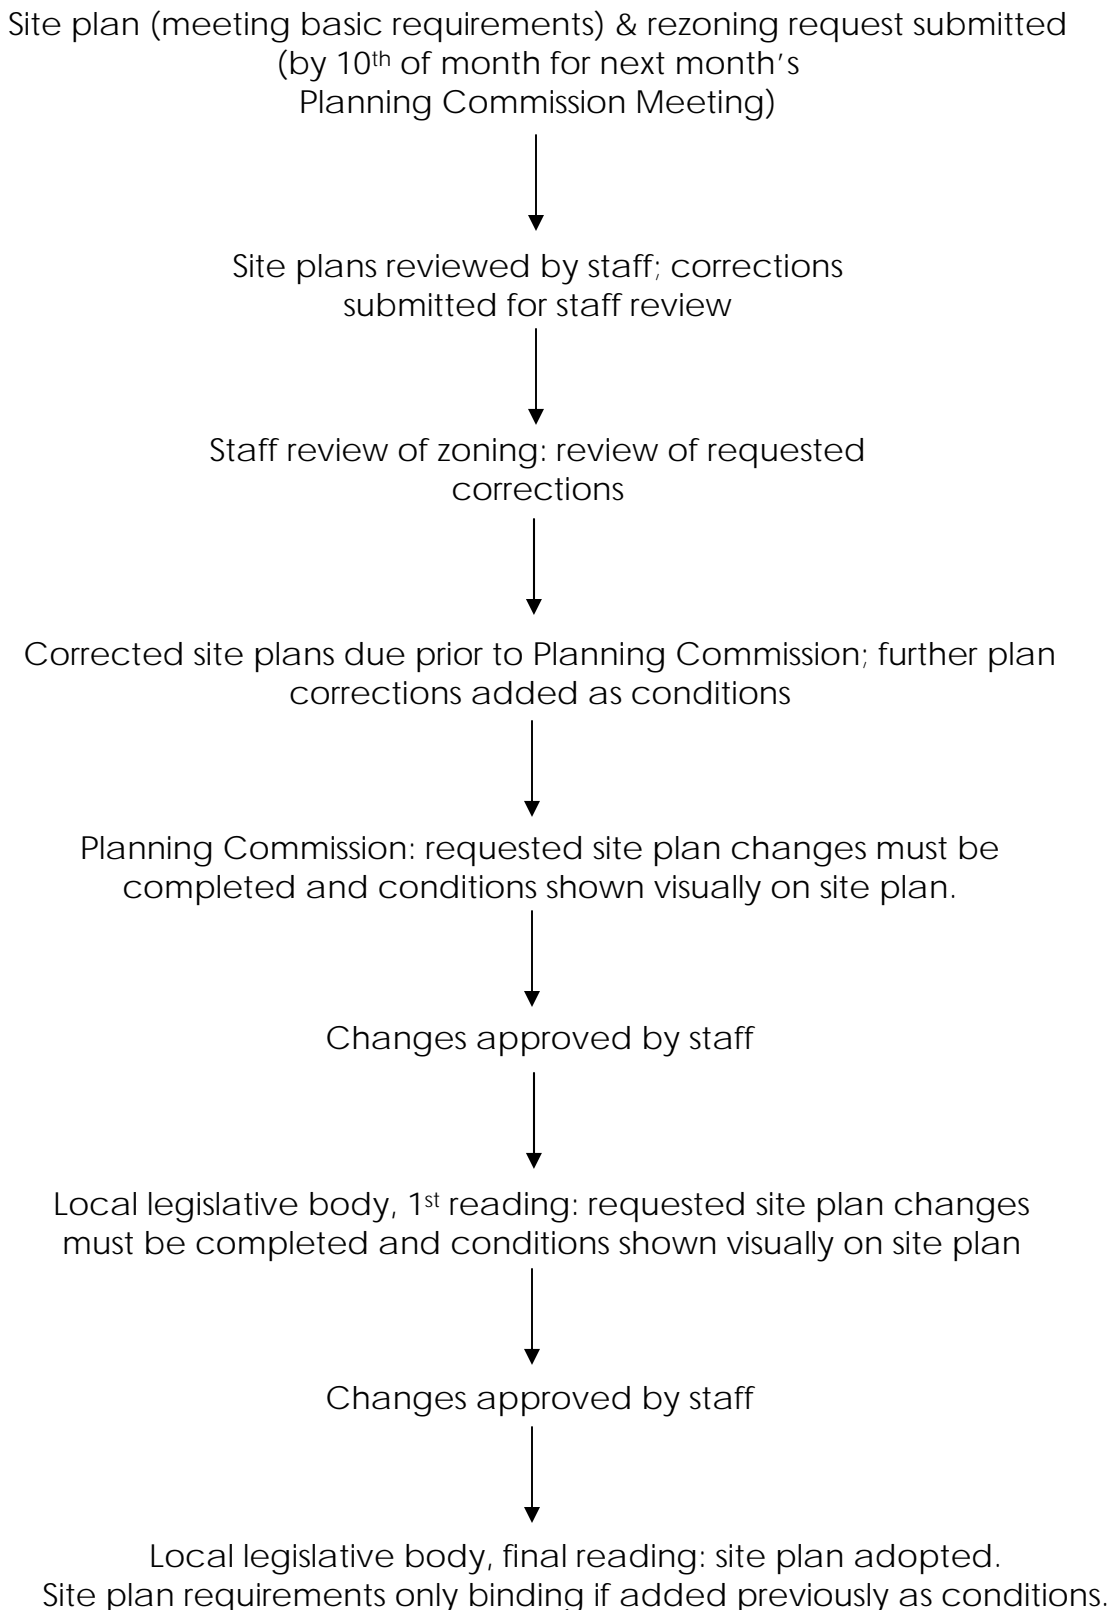 Site plan (meeting basic requirements) & rezoning request submitted
(by 10th of month for next month's
Planning Commission Meeting)
Site plans reviewed by staff; corrections
submitted for staff review
Staff review of zoning: review of requested
corrections
Corrected site plans due prior to Planning Commission; further plan
corrections added as conditions
Planning Commission: requested site plan changes must be
completed and conditions shown visually on site plan.
Changes approved by staff
Local legislative body, 1st reading: requested site plan changes
must be completed and conditions shown visually on site plan
Changes approved by staff
Local legislative body, final reading: site plan adopted.
Site plan requirements only binding if added previously as conditions.